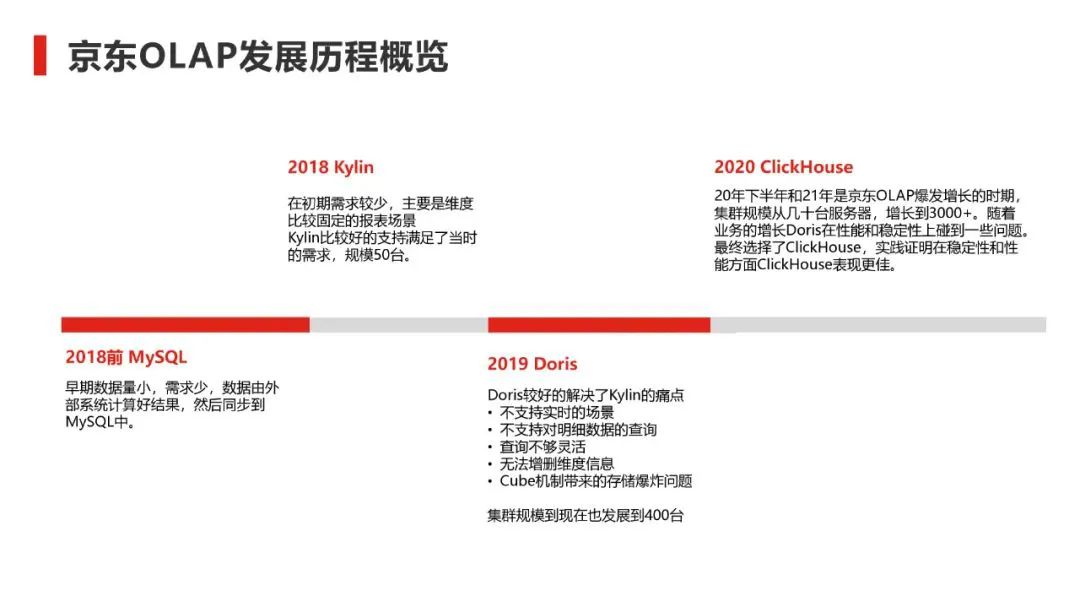 京东OLAP发展历程概览
2018 Kylin
在初期需求较少，主要是维度
比较固定的报表场景
Kylin比较好的支持满足了当时
的需求，规模50台。
2020 ClickHouse
20年下半年和21年是京东OLAP爆发增长的时期，
集群规模从几十台服务器，增长到3000+。随着
业务的增长Doris在性能和稳定性上碰到一些问题。
最终选择了ClickHouse，实践证明在稳定性和性
能方面ClickHouse表现更佳。
2018前 MySQL
早期数据量小，需求少，数据由外
部系统计算好结果，然后同步到
MySQL中。
2019 Doris
Doris较好的解决了Kylin的痛点
• 不支持实时的场景
• 不支持对明细数据的查询
• 查询不够灵活
• 无法增删维度信息
• Cube机制带来的存储爆炸问题
集群规模到现在也发展到400台